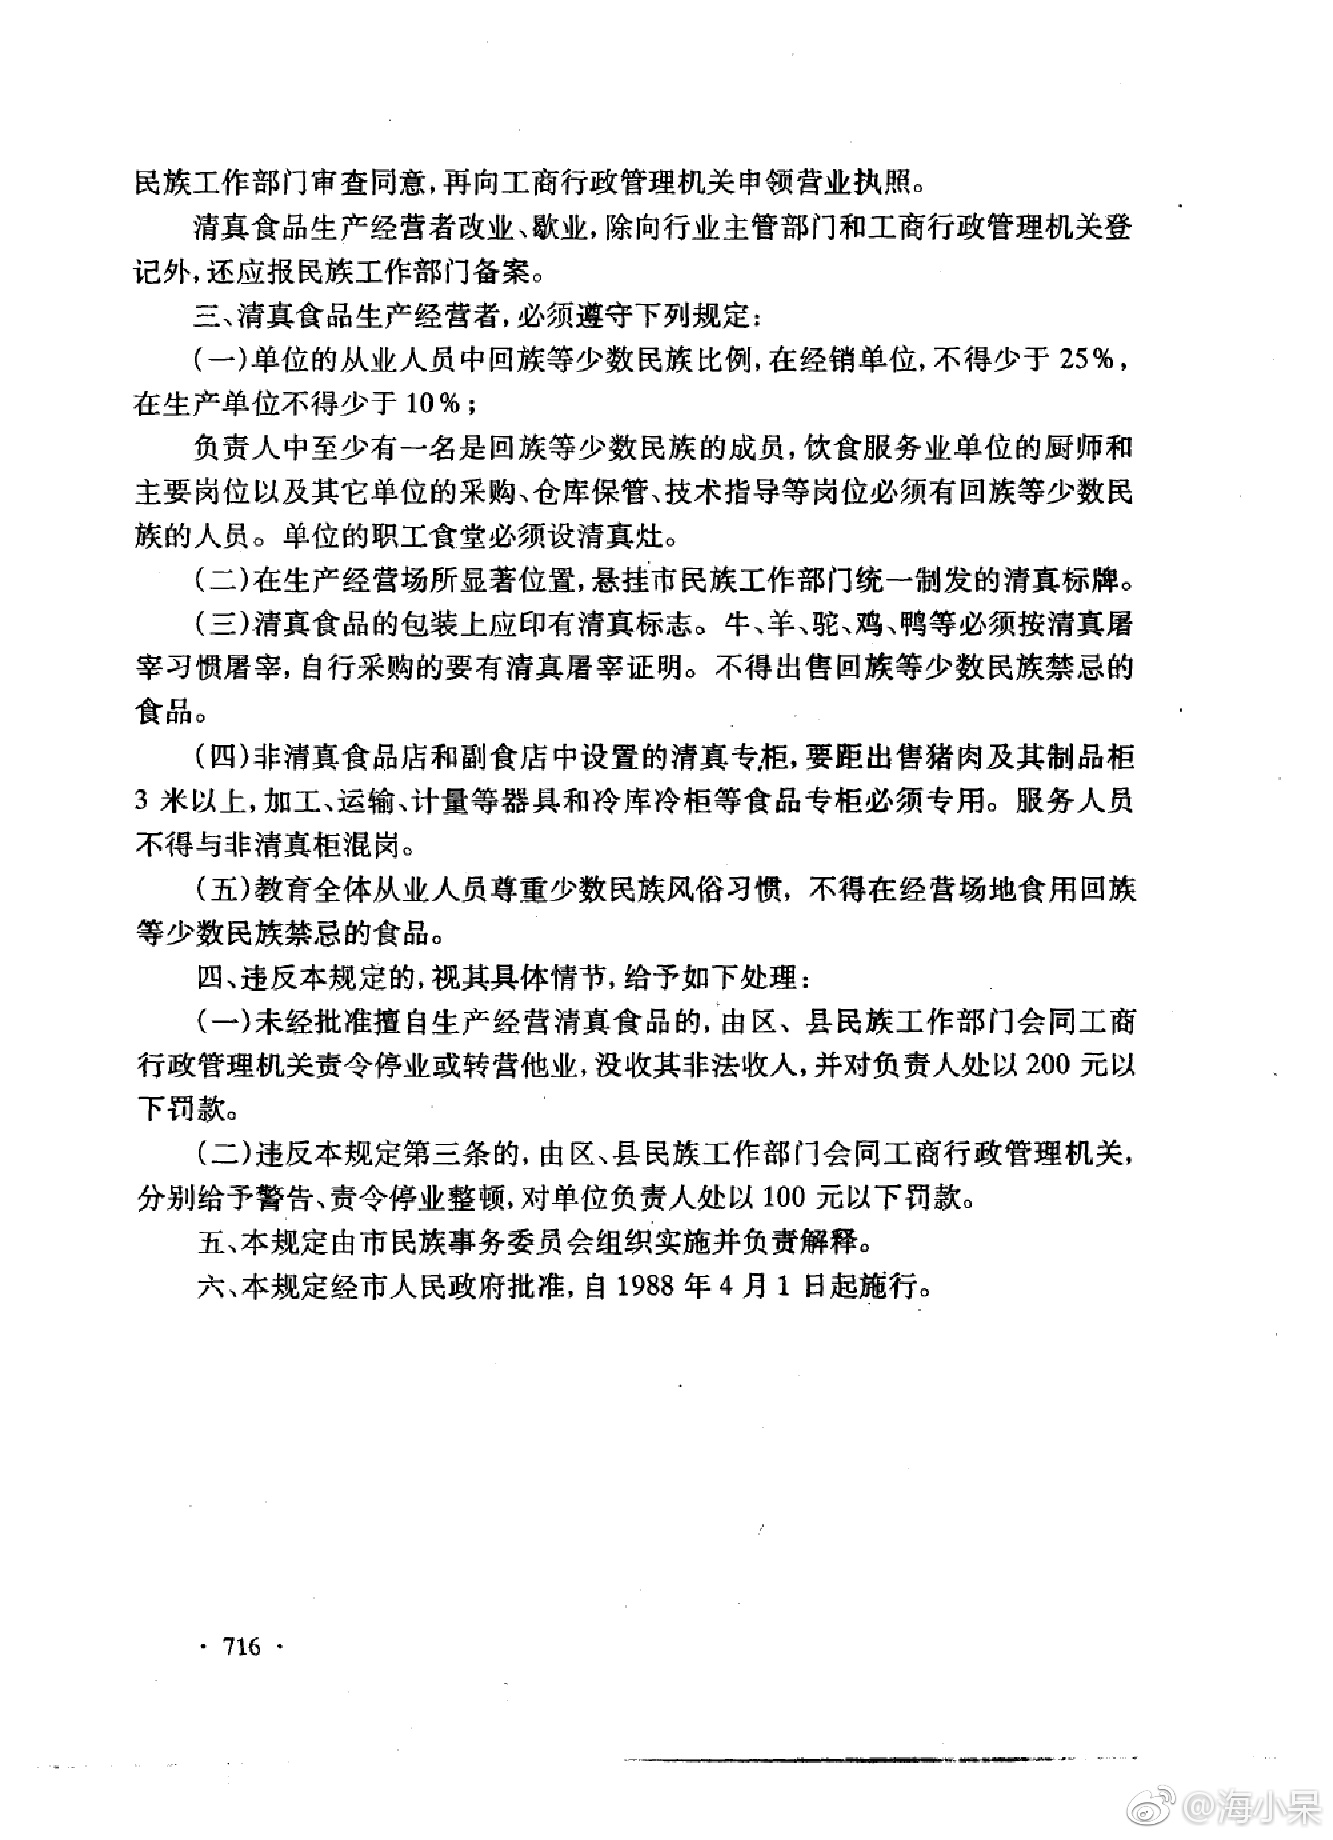 民族工作部门审查同意,再向工商行政管理机关申领营业执照。
清真食品生产经营者改业、歇业,除向行业主管部门和工商行政管理机关登
记外,还应报民族工作部门备案。
三、清真食品生产经营者,必须遵守下列规定:
(一)单位的从业人员中回族等少数民族比例,在经销单位,不得少于25%,
在生产单位不得少于10%;
负责人中至少有一名是回族等少数民族的成员,饮食服务业单位的厨师和
主要岗位以及其它单位的采购、仓库保管、技术指导等岗位必须有回族等少数民
族的人员。单位的职工食堂必须设清真灶。
(二)在生产经营场所显著位置,悬挂市民族工作部门统一制发的清真标牌。
(三)清真食品的包装上应印有清真标志。牛、羊、驼、鸡、鸭等必须按清真屠
宰习惯屠宰,自行采购的要有清真屠宰证明。不得出售回族等少数民族禁忌的
食品。
(四)非清真食品店和副食店中设置的清真专柜,要距出售猪肉及其制品柜
3米以上,加工、运输、计量等器具和冷库冷柜等食品专柜必须专用。服务人员
不得与非清真柜混岗。
(五)教育全体从业人员尊重少数民族风俗习惯,不得在经营场地食用回族
等少数民族禁忌的食品。
四、违反本规定的,视其具体情节,给予如下处理:
(一)未经批准擅自生产经营清真食品的,由区、县民族工作部门会同工商
行政管理机关责令停业或转营他业,没收其非法收人,并对负责人处以200元以
下罚款。
(二)违反本规定第三条的,由区、县民族工作部门会同工商行政管理机关,
分别给予警告、责令停业整顿,对单位负责人处以100元以下罚款。
五、本规定由市民族事务委员会组织实施并负责解释。
六、本规定经市人民政府批准,自1988年4月1日起施行。
· 716 ·
@海小呆